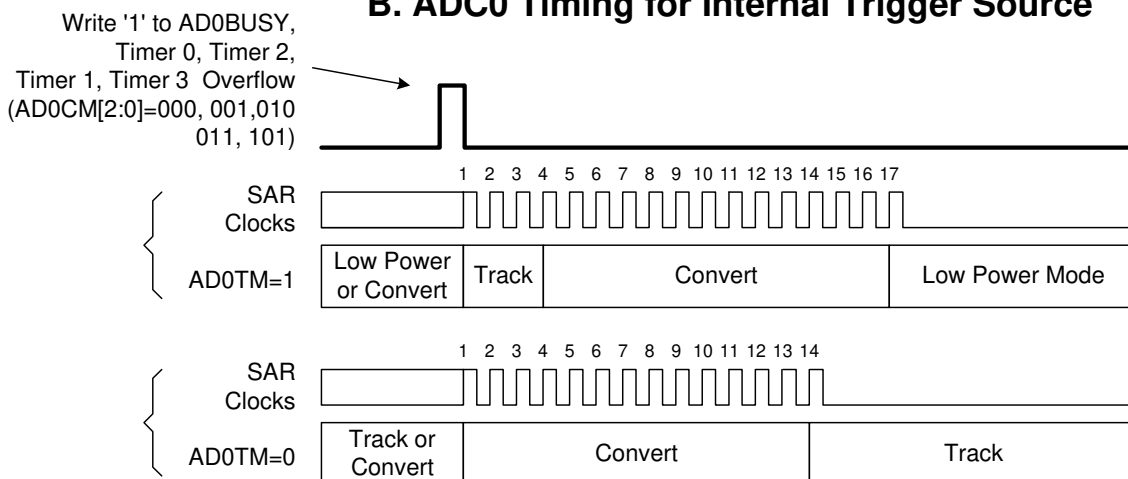 B. ADC0 Timing for Internal Trigger Source
Write '1' to AD0BUSY,
Timer 0, Timer 2,
Timer 1, Timer 3 Overflow
(AD0CM[2:0]=000, 001,010
011, 101)
1 2 3 4 5 6 7 8 9 10 11 12 13 14 15 16 17
SAR
Clocks
AD0TM=1
Low Power
or Convert
Track
Convert
Low Power Mode
1 2 3 4 5 6 7 8 9 10 11 12 13 14
SAR
Clocks
AD0TM=0
Track or
Convert
Convert
Track